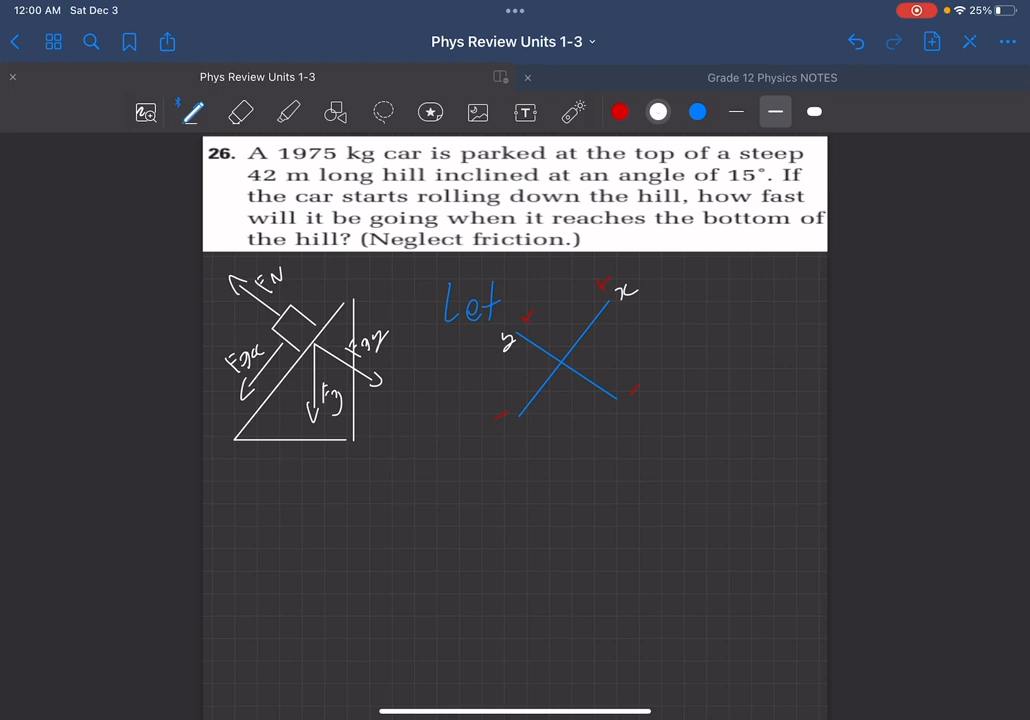 12:00 AM Sat Dec 3
25%
Phys Review Units 1-3
Phys Review Units 1-3
Grade 12 Physics NOTES
T
26. A 1975 kg car is parked at the top of a steep
42 m long hill inclined at an angle of 15°. If
the car starts rolling down the hill, how fast
will it be going when it reaches the bottom of
the hill? (Neglect friction.)
FN
Fgx
Fgy
Fg
Let
x
y